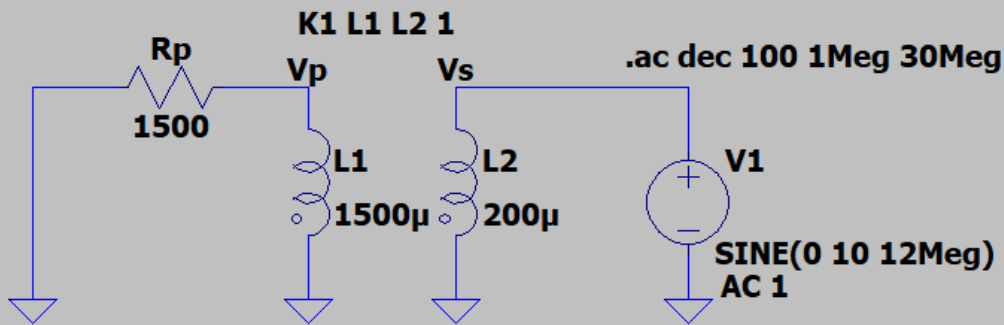 K1 L1 L2 1
Rp
Vp
Vs
.ac dec 100 1Meg 30Meg
1500
L1
L2
V1
1500µ
200µ
SINE(0 10 12Meg)
AC 1